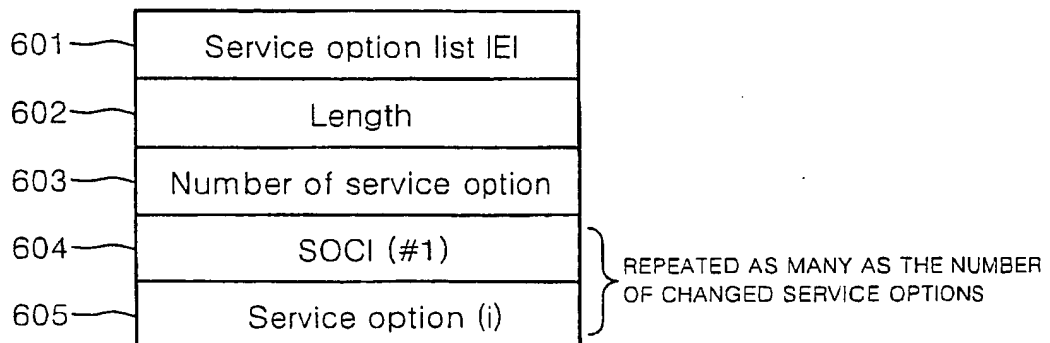 601 Service option list IEI
602 Length
603 Number of service option
604 SOCI (#1)
605 Service option (i)
REPEATED AS MANY AS THE NUMBER
OF CHANGED SERVICE OPTIONS